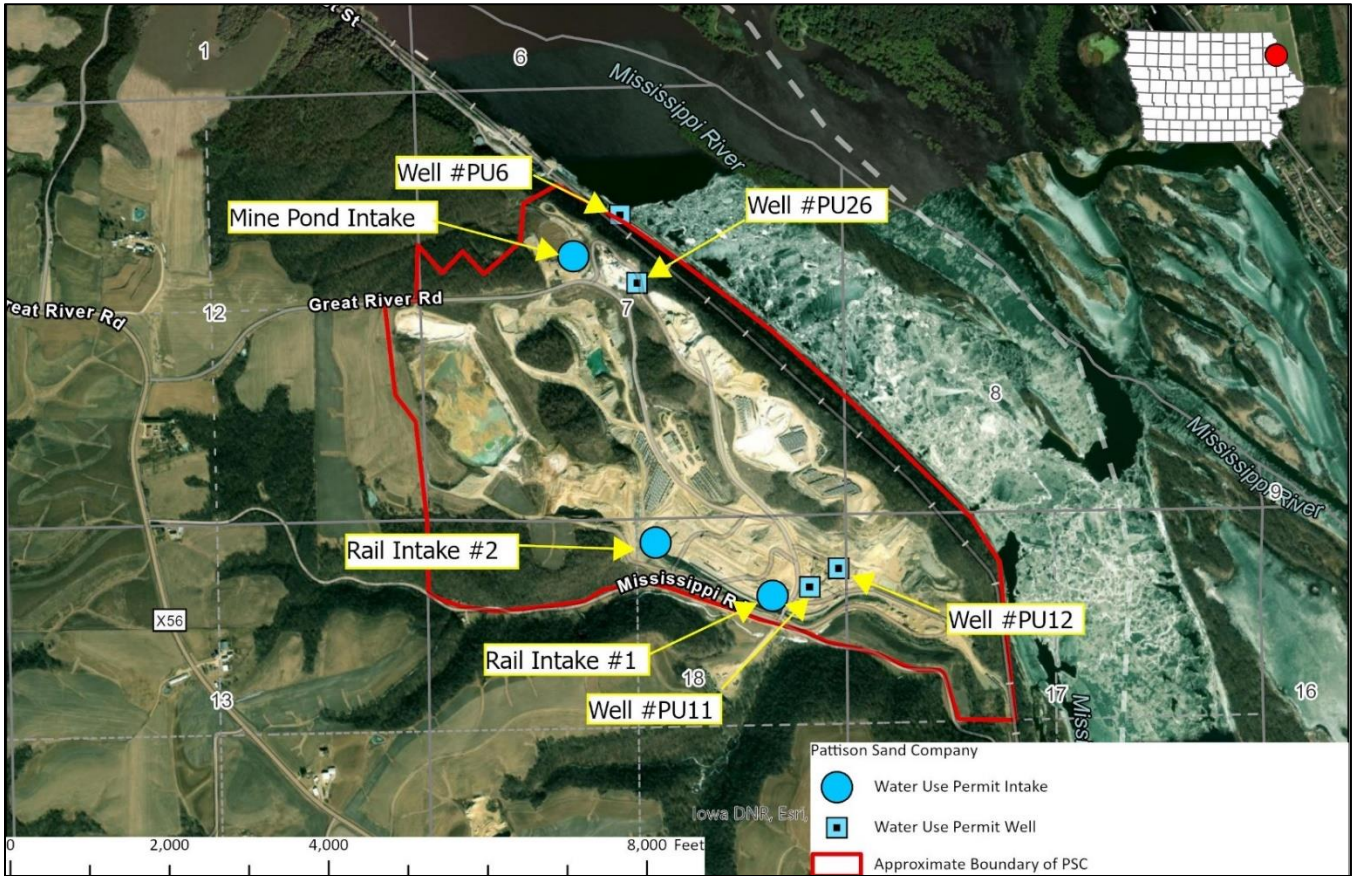 st St
1
6
Mississippi River
Well #PU6
Mine Pond Intake
Well #PU26
Great River Rd
reat River Rd
12
7
8
Mississippi River
9
Rail Intake #2
Mississippi R
X56
Well #PU12
Rail Intake #1
18
13
Well #PU11
17
16
Missi
Pattison Sand Company
Water Use Permit Intake
Water Use Permit Well
Approximate Boundary of PSC
Iowa DNR, Esri,
0
2,000
4,000
8,000 Feet